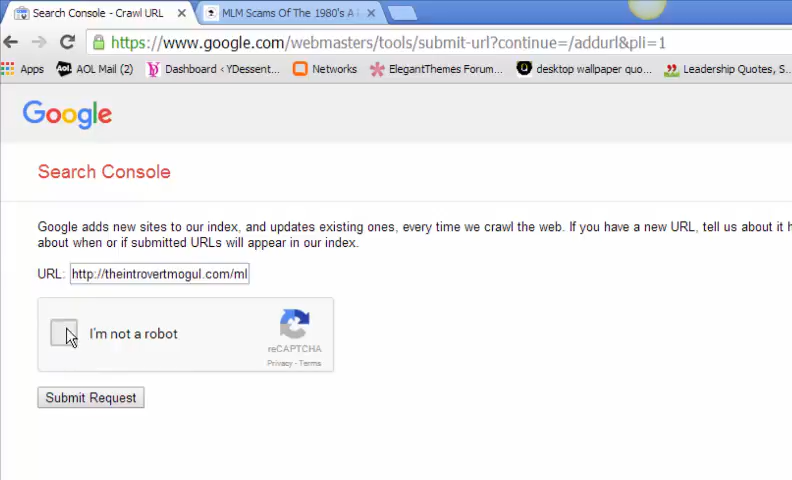 Search Console - Crawl URL
MLM Scams Of The 1980's A
https://www.google.com/webmasters/tools/submit-url?continue=/addurl&pli=1
Apps AOL Mail (2) Dashboard ‹ YDessent... Networks ElegantThemes Forum... desktop wallpaper quo... Leadership Quotes, S...
Google
Search Console
Google adds new sites to our index, and updates existing ones, every time we crawl the web. If you have a new URL, tell us about it h
about when or if submitted URLs will appear in our index.
URL: http://theintrovertmogul.com/ml
I'm not a robot
reCAPTCHA
Privacy - Terms
Submit Request